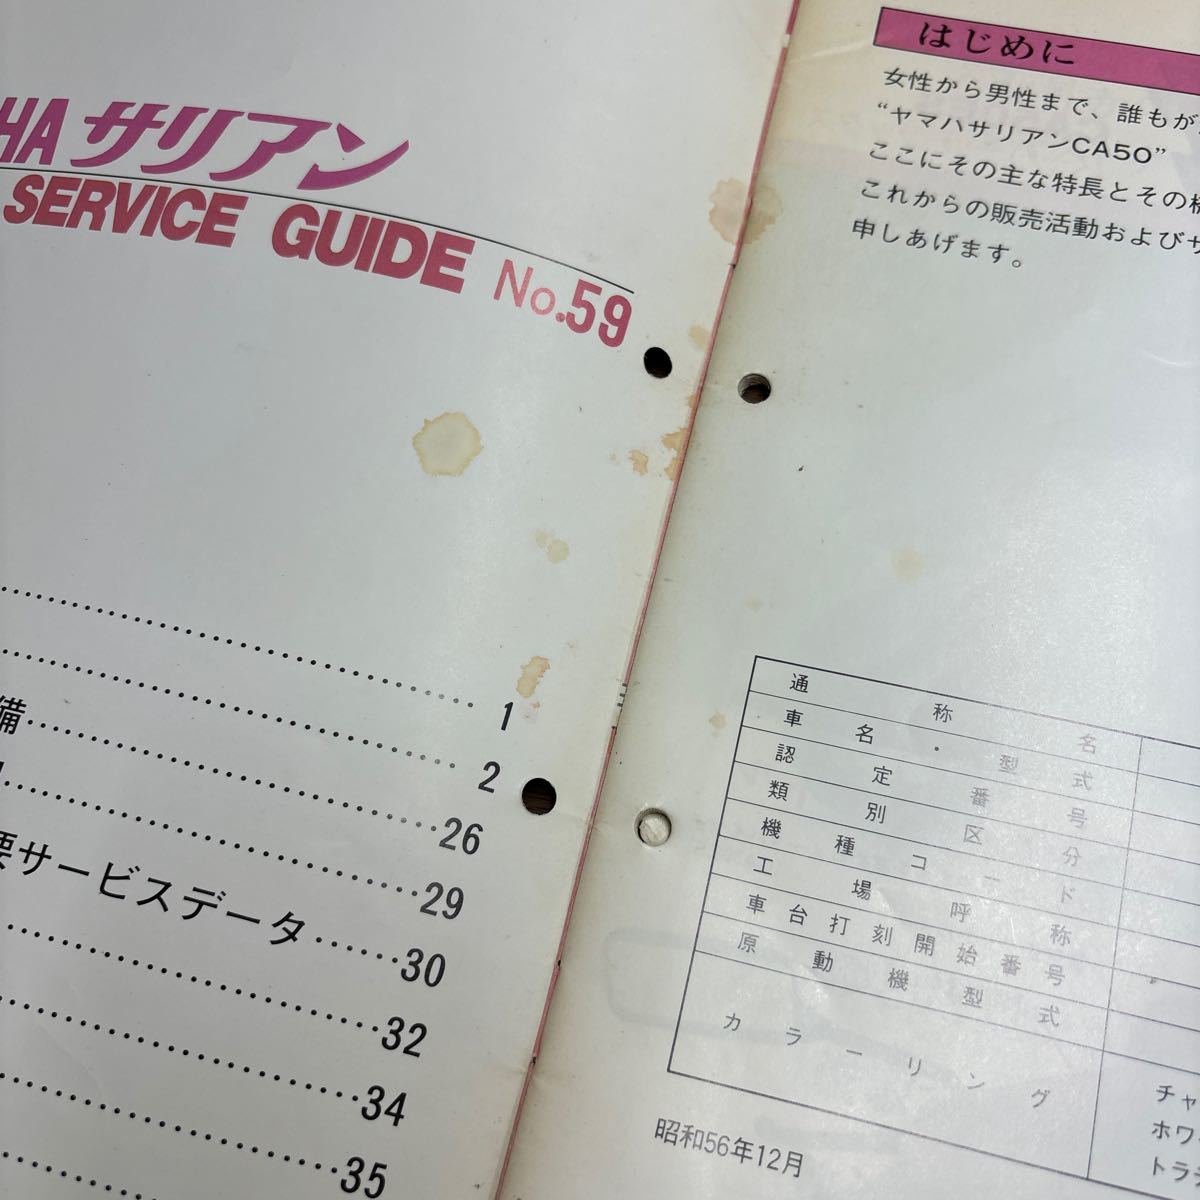 HAサリアン
SERVICE GUIDE No.59
1
2
備 26
29
要サービスデータ 30
32
34
35
はじめに
女性から男性まで、誰もが
“ヤマハサリアンCA50”
ここにその主な特長とその
これからの販売活動およびサ
申しあげます。
通称名
車名・型式
認定番号
類別区分
機種コード
工場呼称
車台打刻開始番号
原動機型式
カラーリング
チャ
ホワ
トラ
昭和56年12月